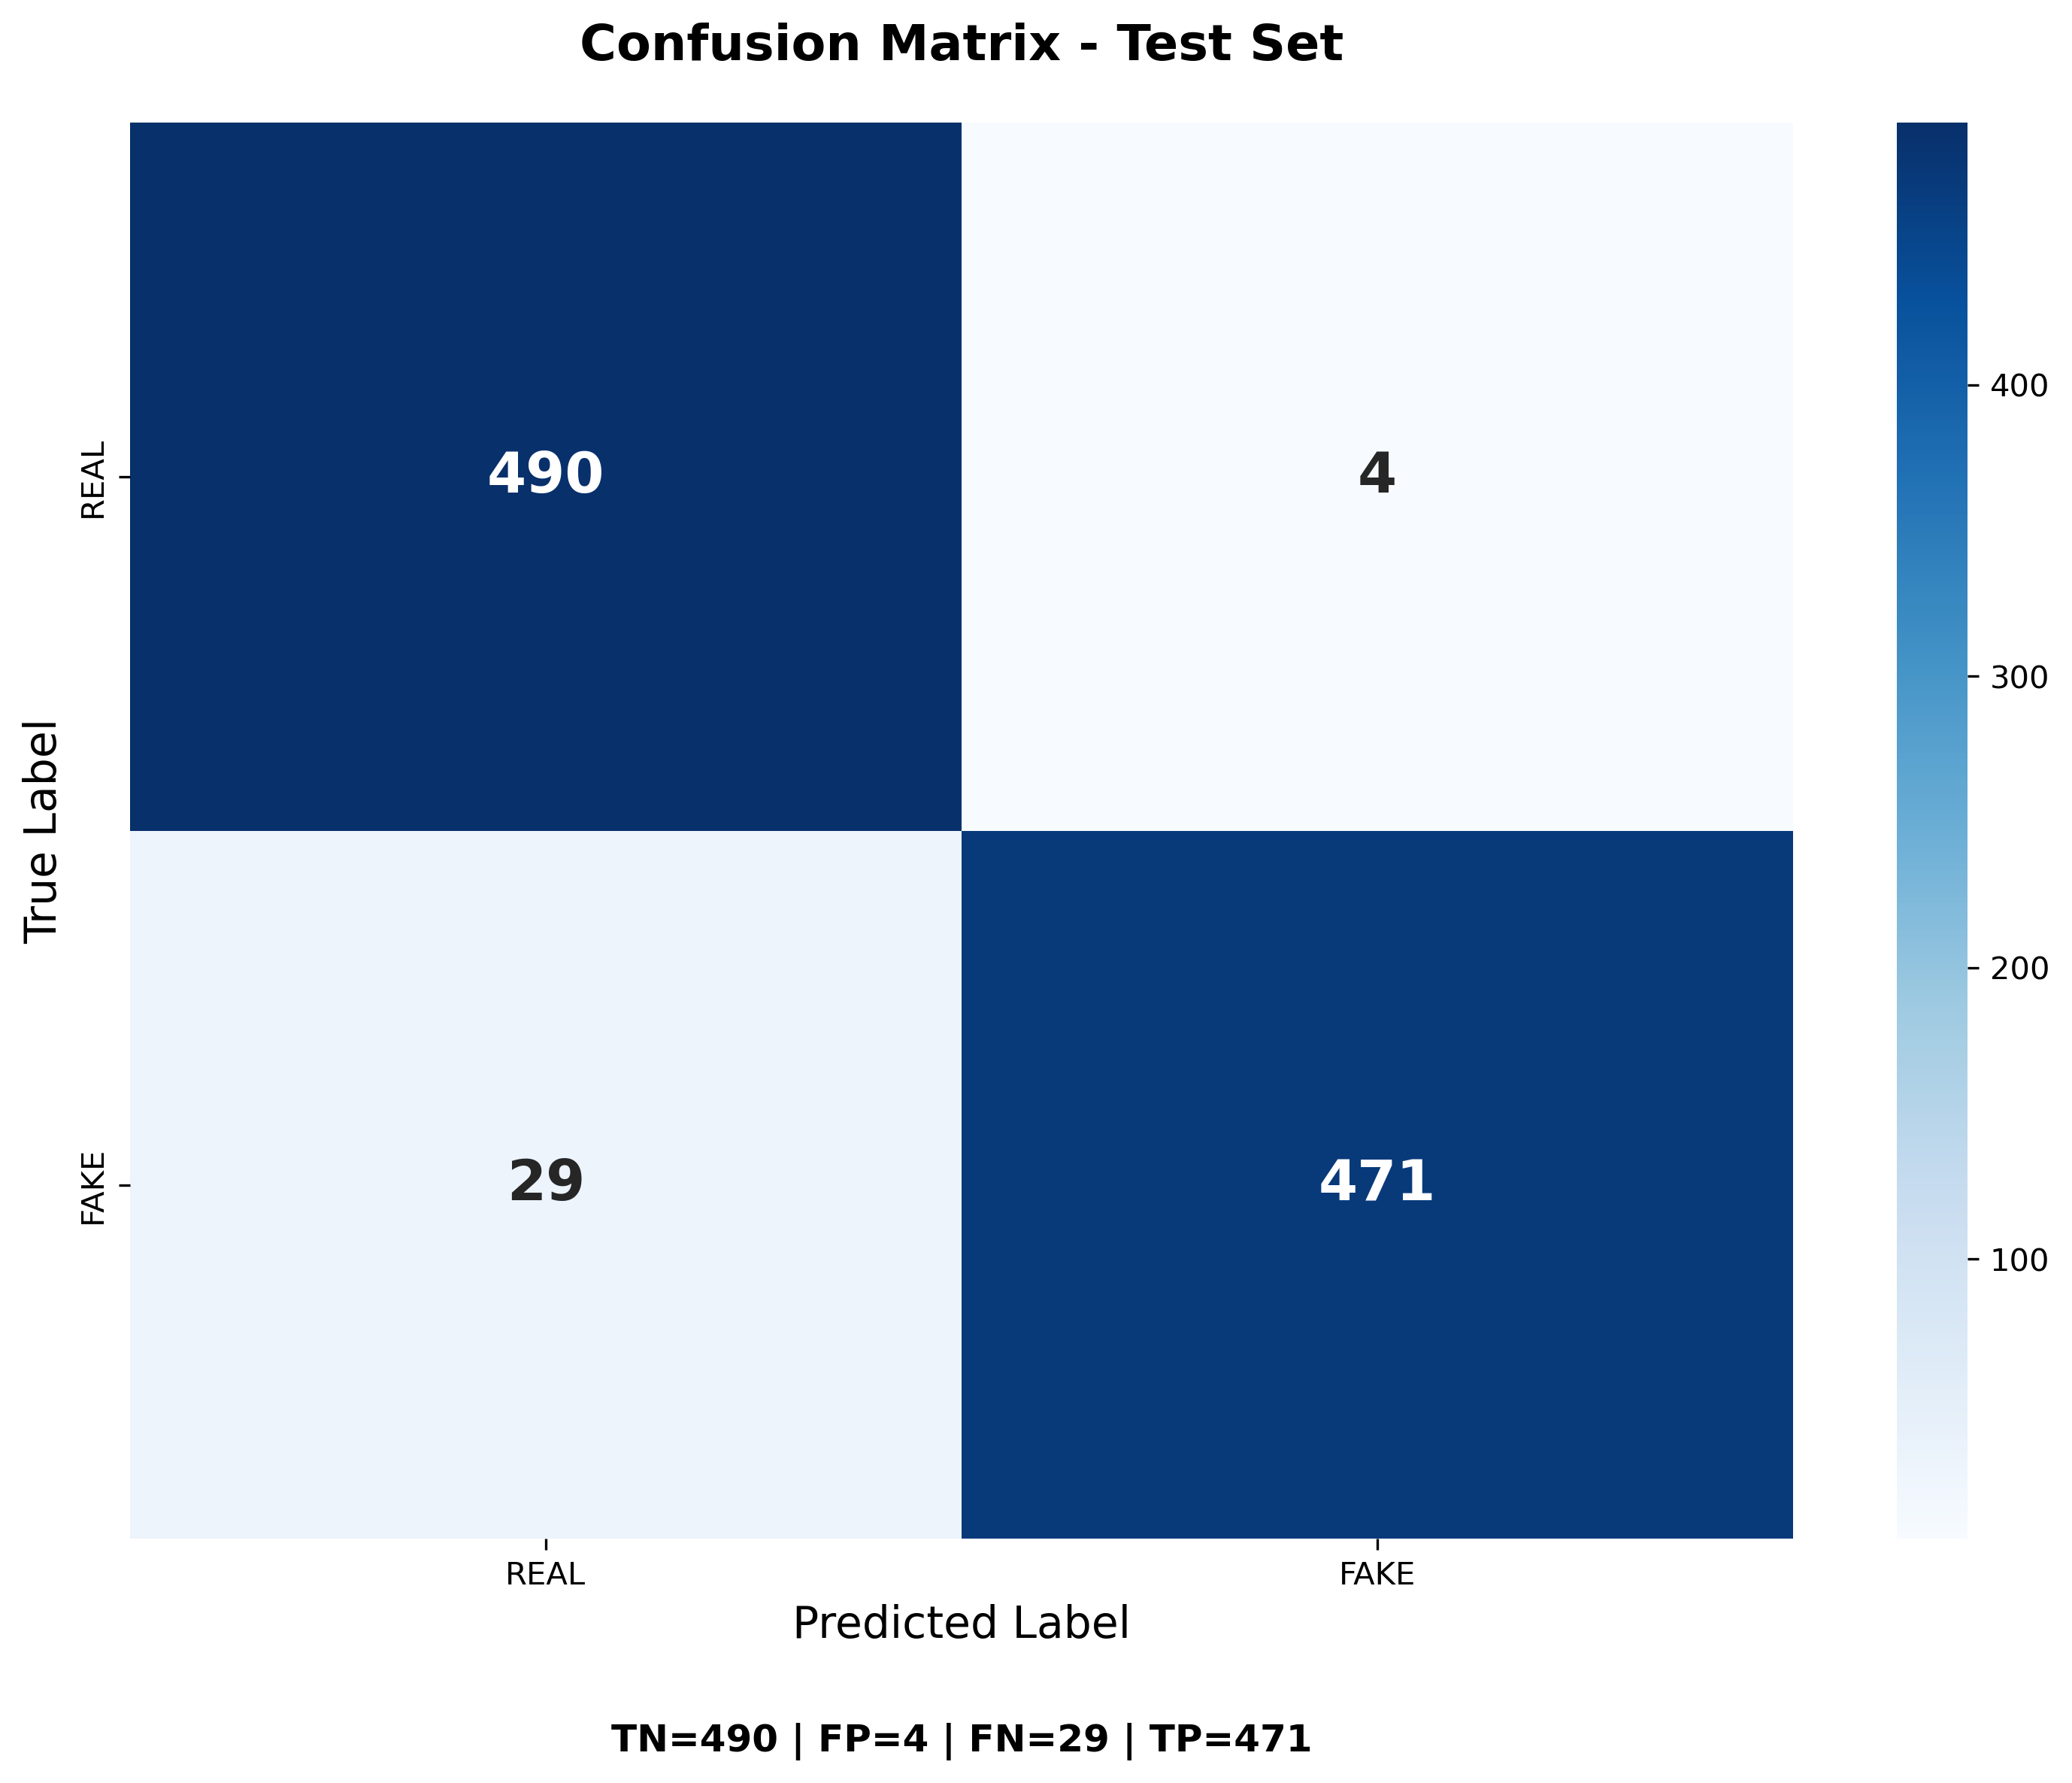 Confusion Matrix - Test Set
True Label
REAL
FAKE
490
4
29
471
400
300
200
100
REAL
FAKE
Predicted Label
TN=490 | FP=4 | FN=29 | TP=471